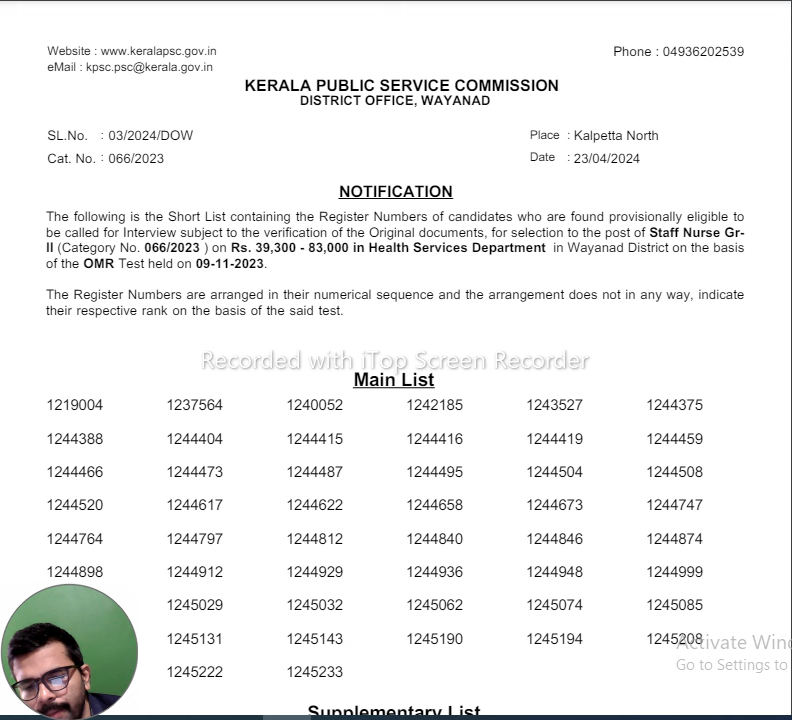 Website : www.keralapsc.gov.in
Phone : 04936202539
eMail : kpsc.psc@kerala.gov.in
KERALA PUBLIC SERVICE COMMISSION
DISTRICT OFFICE, WAYANAD
SL.No. : 03/2024/DOW
Place : Kalpetta North
Cat. No. : 066/2023
Date : 23/04/2024
NOTIFICATION
The following is the Short List containing the Register Numbers of candidates who are found provisionally eligible to
be called for Interview subject to the verification of the Original documents, for selection to the post of Staff Nurse Gr-
II (Category No. 066/2023 ) on Rs. 39,300 - 83,000 in Health Services Department in Wayanad District on the basis
of the OMR Test held on 09-11-2023.
The Register Numbers are arranged in their numerical sequence and the arrangement does not in any way, indicate
their respective rank on the basis of the said test.
Recorded with iTop Screen Recorder
Main List
1219004 1237564 1240052 1242185 1243527 1244375
1244388 1244404 1244415 1244416 1244419 1244459
1244466 1244473 1244487 1244495 1244504 1244508
1244520 1244617 1244622 1244658 1244673 1244747
1244764 1244797 1244812 1244840 1244846 1244874
1244898 1244912 1244929 1244936 1244948 1244999
1245029 1245032 1245062 1245074 1245085
1245131 1245143 1245190 1245194 1245208
Activate Win
1245222 1245233
Go to Settings to
Supplementary List